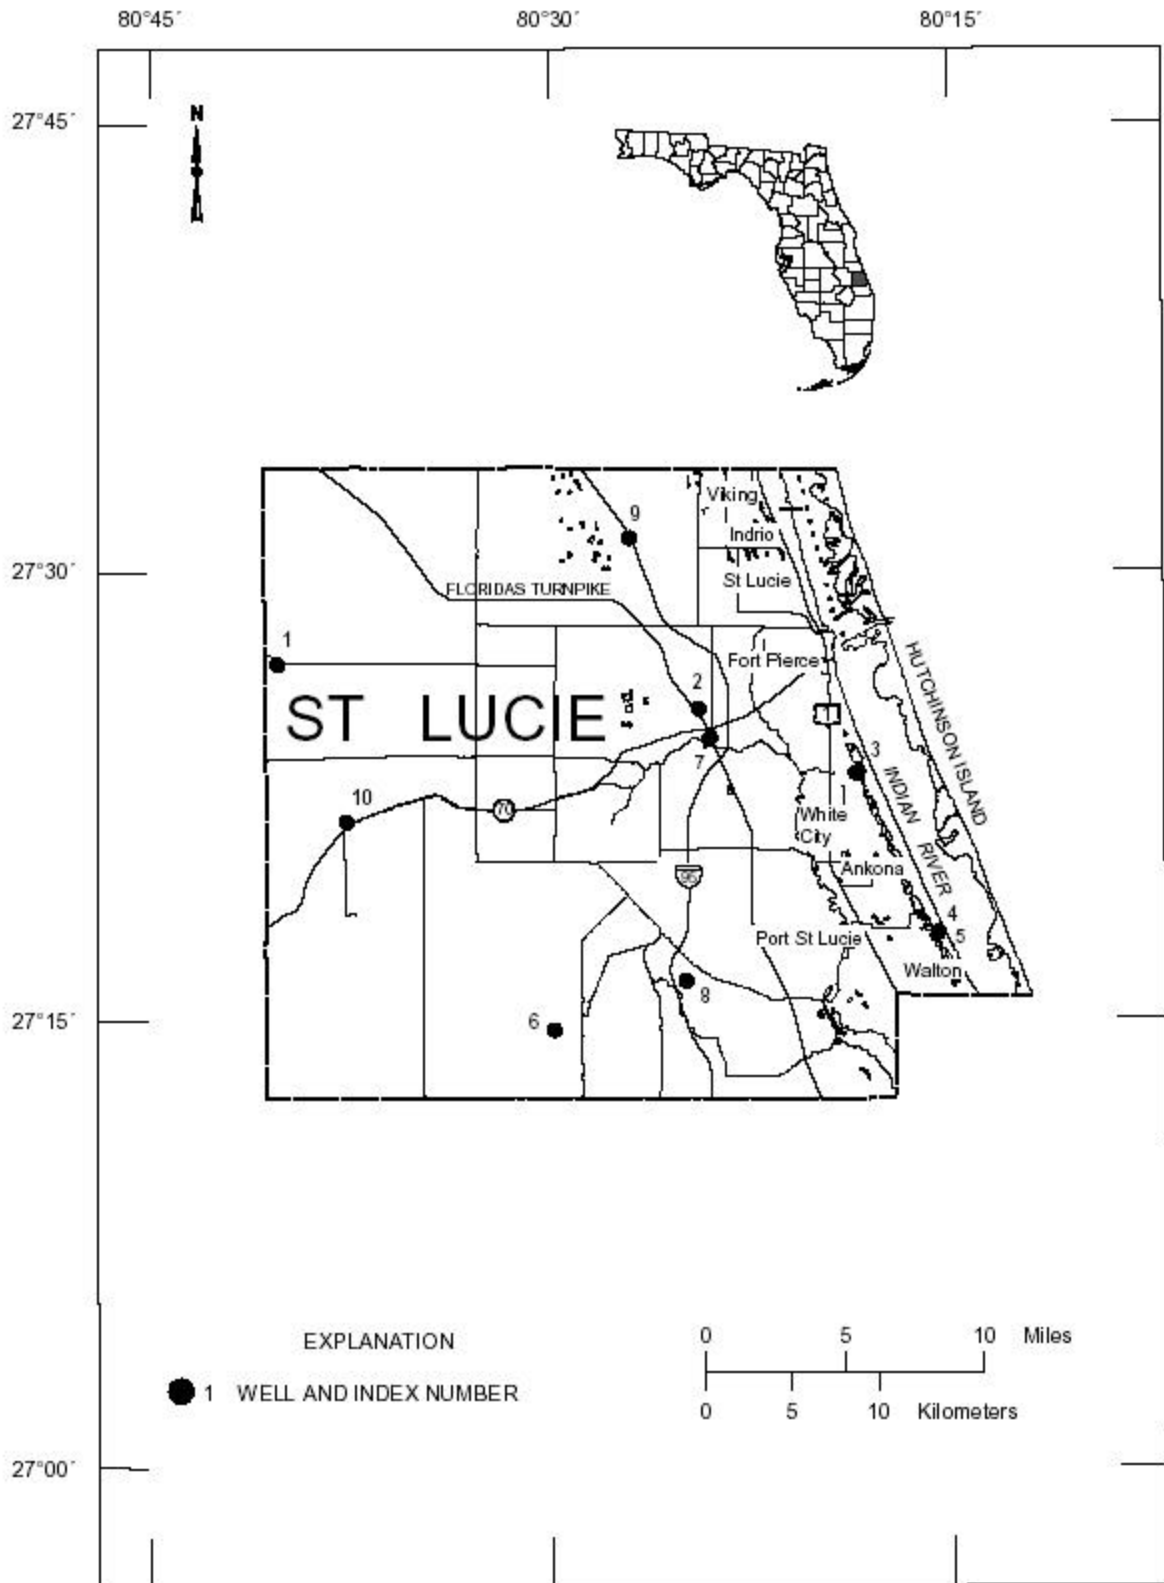 80°45´ 80°30´ 80°15´
27°45´
N
Viking
9
Indrio
27°30´
FLORIDAS TURNPIKE
St Lucie
1
Fort Pierce
HUTCHINSON ISLAND
2
ST LUCIE
1
7
3
INDIAN RIVER
10
70
White
City
95
Ankona
4
Port St Lucie
5
Walton
8
27°15´
6
EXPLANATION
0 5 10 Miles
1 WELL AND INDEX NUMBER
0 5 10 Kilometers
27°00´